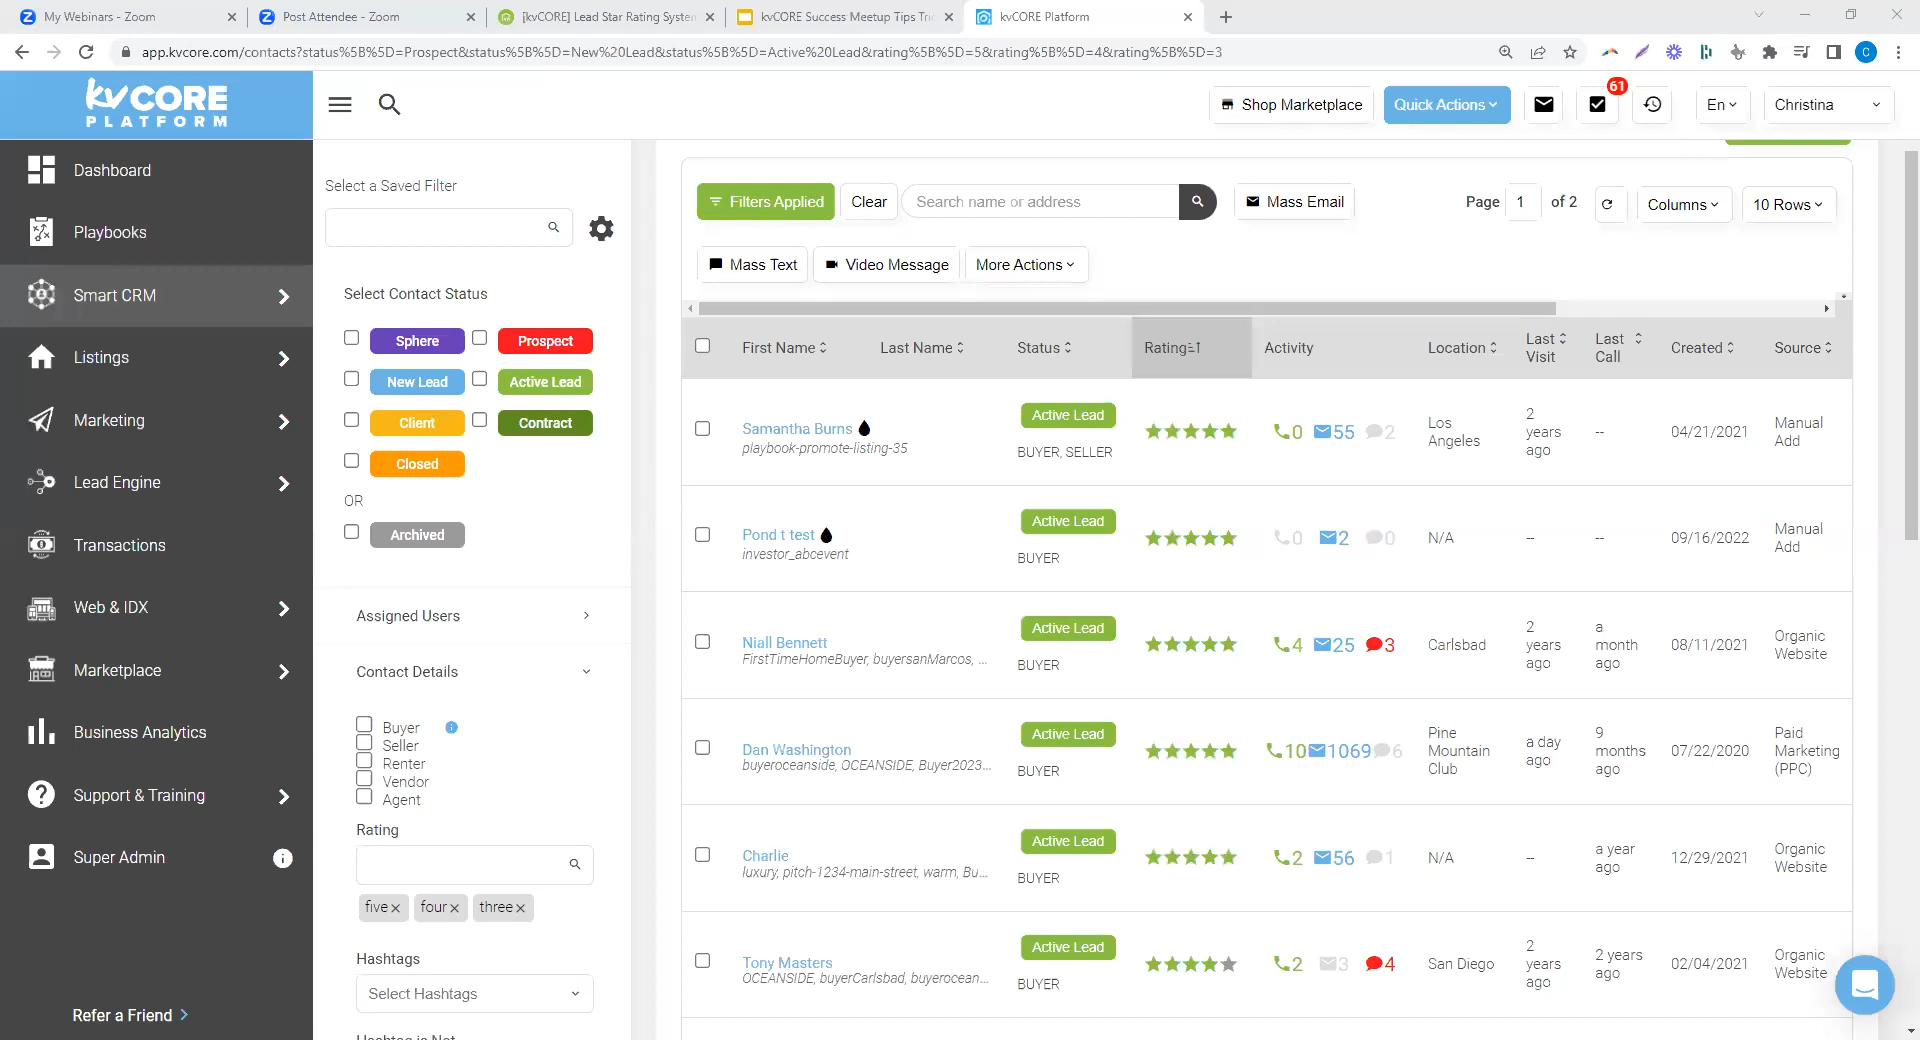 My Webinars - Zoom
Post Attendee - Zoom
[kvCORE] Lead Star Rating System
kvCORE Success Meetup Tips Tric
kvCORE Platform
app.kvcore.com/contacts?status%5B%5D=Prospect&status%5B%5D=New%20Lead&status%5B%5D=Active%20Lead&rating%5B%5D=5&rating%5B%5D=4&rating%5B%5D=3
C
kvCORE
PLATFORM
Shop Marketplace
Quick Actions
61
En
Christina
Dashboard
Playbooks
Smart CRM
Listings
Marketing
Lead Engine
Transactions
Web & IDX
Marketplace
Business Analytics
Support & Training
Super Admin
Refer a Friend
Select a Saved Filter
Select Contact Status
Sphere
Prospect
New Lead
Active Lead
Client
Contract
Closed
OR
Archived
Assigned Users
Contact Details
Buyer
Seller
Renter
Vendor
Agent
Rating
five
four
three
Hashtags
Select Hashtags
Hashtag is Not
Filters Applied
Clear
Search name or address
Mass Email
Page 1 of 2
Columns
10 Rows
Mass Text
Video Message
More Actions
First Name
Last Name
Status
Rating
Activity
Location
Last Visit
Last Call
Created
Source
Samantha Burns
playbook-promote-listing-35
Active Lead
BUYER, SELLER
0 55 2
Los Angeles
2 years ago
--
04/21/2021
Manual Add
Pond t test
investor_abcevent
Active Lead
BUYER
0 2 0
N/A
--
--
09/16/2022
Manual Add
Niall Bennett
FirstTimeHomeBuyer, buyersanMarcos, ...
Active Lead
BUYER
4 25 3
Carlsbad
2 years ago
a month ago
08/11/2021
Organic Website
Dan Washington
buyeroceanside, OCEANSIDE, Buyer2023...
Active Lead
BUYER
10 1069 6
Pine Mountain Club
a day ago
9 months ago
07/22/2020
Paid Marketing (PPC)
Charlie
luxury, pitch-1234-main-street, warm, Bu...
Active Lead
BUYER
2 56 1
N/A
--
a year ago
12/29/2021
Organic Website
Tony Masters
OCEANSIDE, buyerCarlsbad, buyerocean...
Active Lead
BUYER
2 3 4
San Diego
2 years ago
2 years ago
02/04/2021
Organic Website